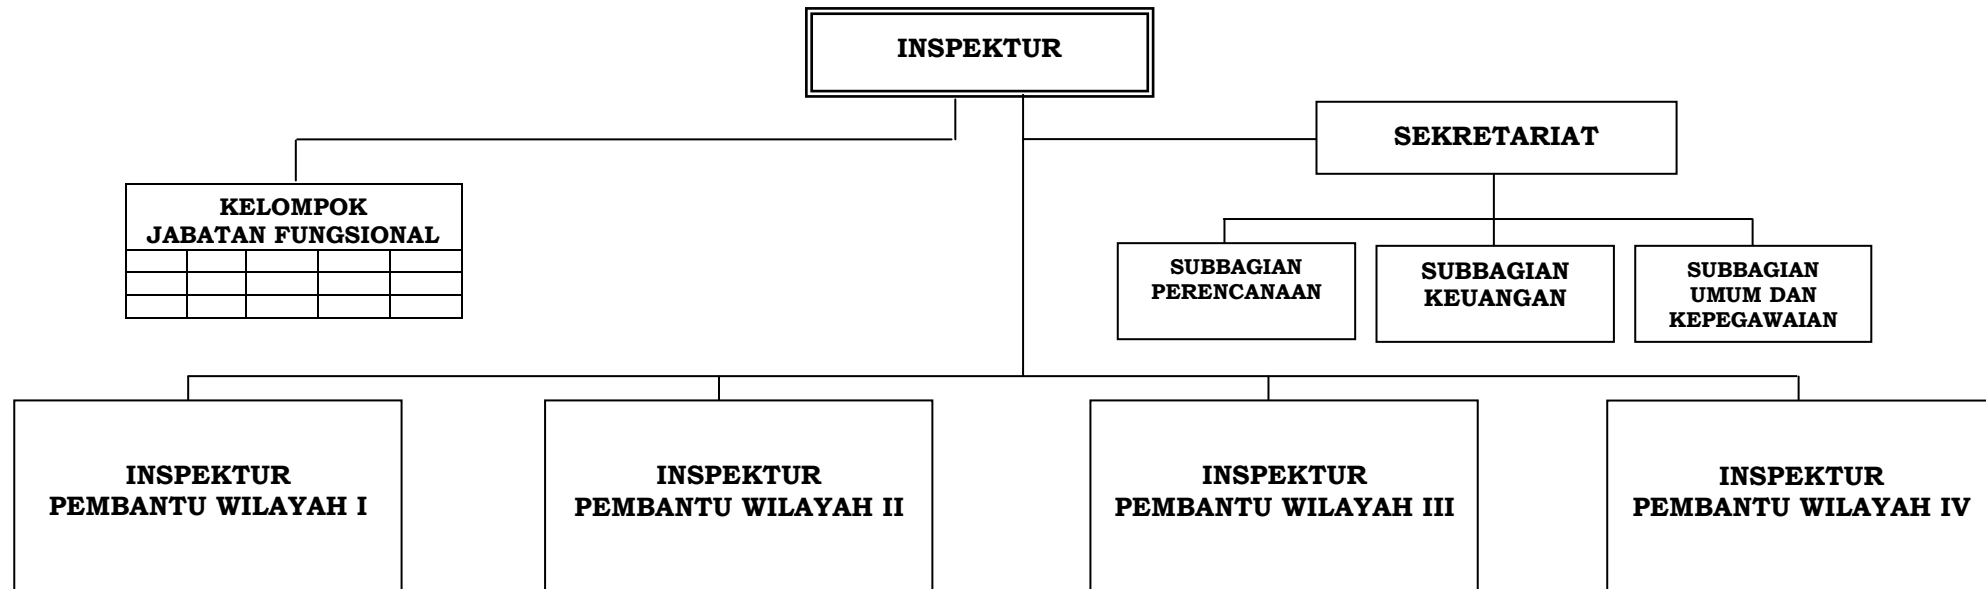 INSPEKTUR
SEKRETARIAT
KELOMPOK
JABATAN FUNGSIONAL
SUBBAGIAN
PERENCANAAN
SUBBAGIAN
KEUANGAN
SUBBAGIAN
UMUM DAN
KEPEGAWAIAN
INSPEKTUR
PEMBANTU WILAYAH I
INSPEKTUR
PEMBANTU WILAYAH II
INSPEKTUR
PEMBANTU WILAYAH III
INSPEKTUR
PEMBANTU WILAYAH IV